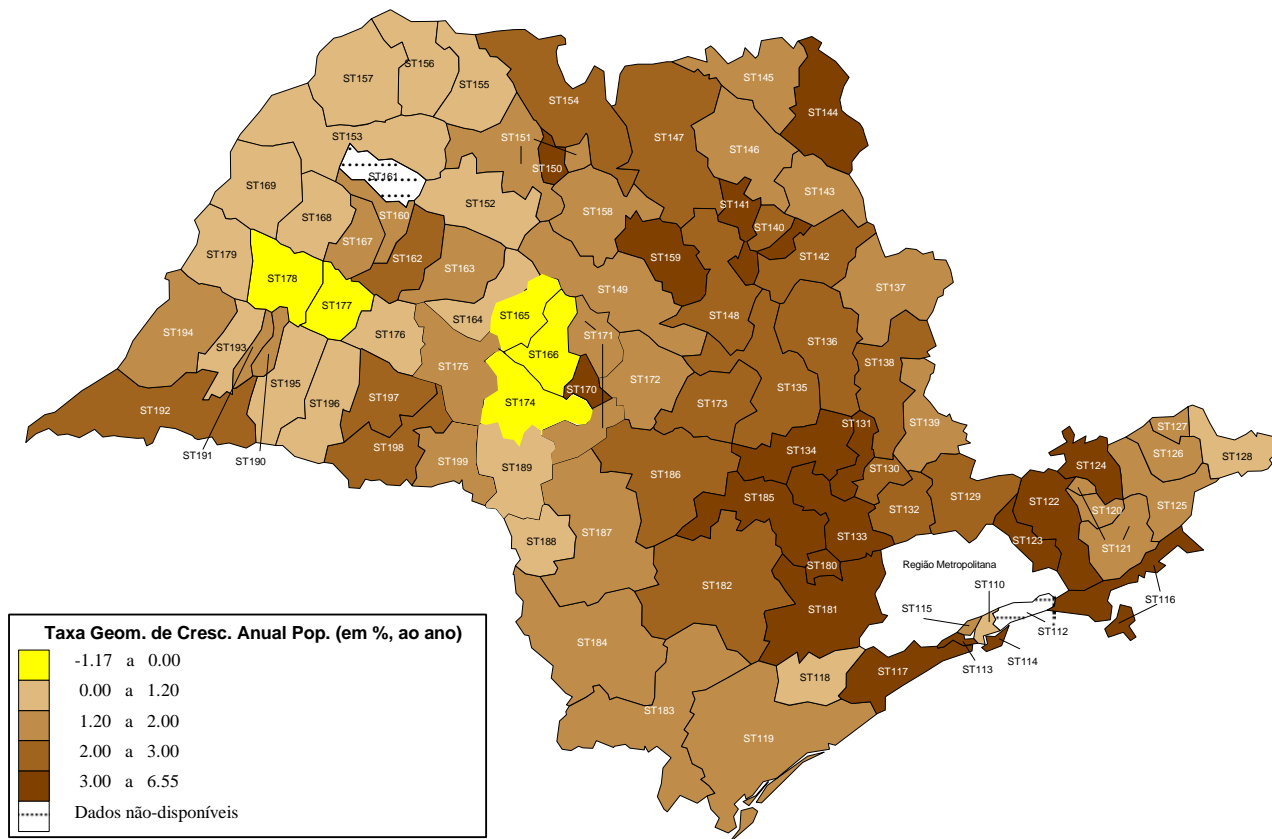 ST157
ST156
ST155
ST154
ST145
ST144
ST153
ST151
ST147
ST146
ST150
ST161
ST143
ST169
ST152
ST141
ST168
ST160
ST158
ST140
ST167
ST179
ST162
ST163
ST159
ST142
ST178
ST149
ST137
ST177
ST165
ST148
ST164
ST171
ST194
ST193
ST176
ST166
ST136
ST175
ST172
ST138
ST195
ST170
ST135
ST192
ST196
ST197
ST174
ST173
ST131
ST127
ST139
ST134
ST126
ST128
ST191
ST190
ST198
ST199
ST189
ST186
ST130
ST129
ST124
ST185
ST122
ST132
ST120
ST125
ST187
ST133
ST123
ST121
ST188
ST180
Região Metropolitana
ST182
ST110
ST116
ST181
ST115
ST112
ST113
ST114
ST184
ST118
ST117
ST183
ST119
Taxa Geom. de Cresc. Anual Pop. (em %, ao ano)
-1.17 a 0.00
0.00 a 1.20
1.20 a 2.00
2.00 a 3.00
3.00 a 6.55
Dados não-disponíveis